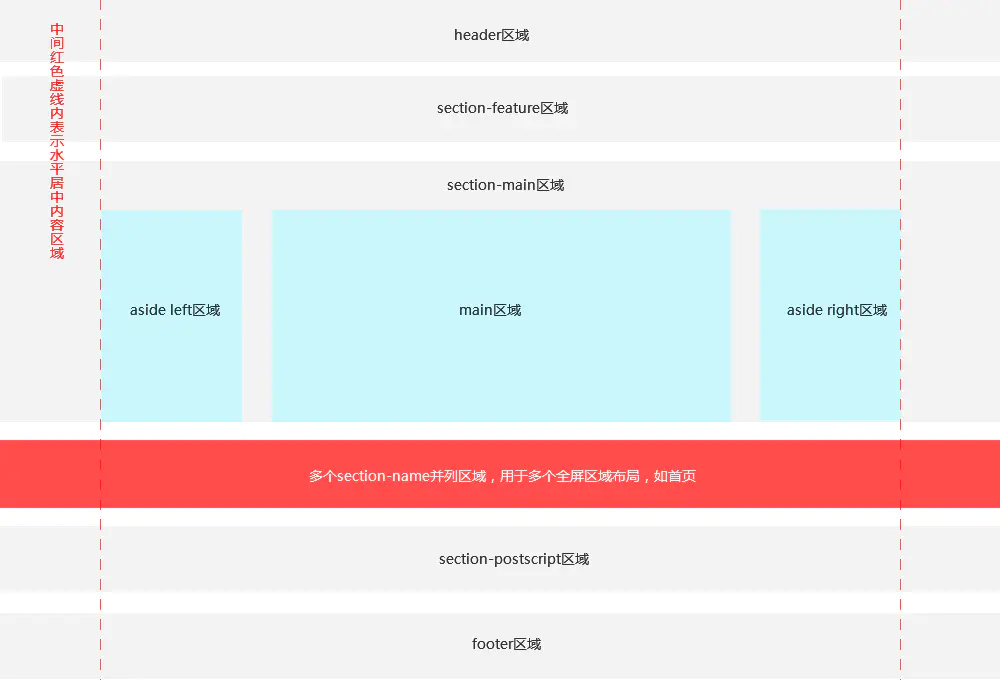 header区域
中间红色虚线内表示水平居中内容区域
section-feature区域
section-main区域
aside left区域
main区域
aside right区域
多个section-name并列区域，用于多个全屏区域布局，如首页
section-postscript区域
footer区域